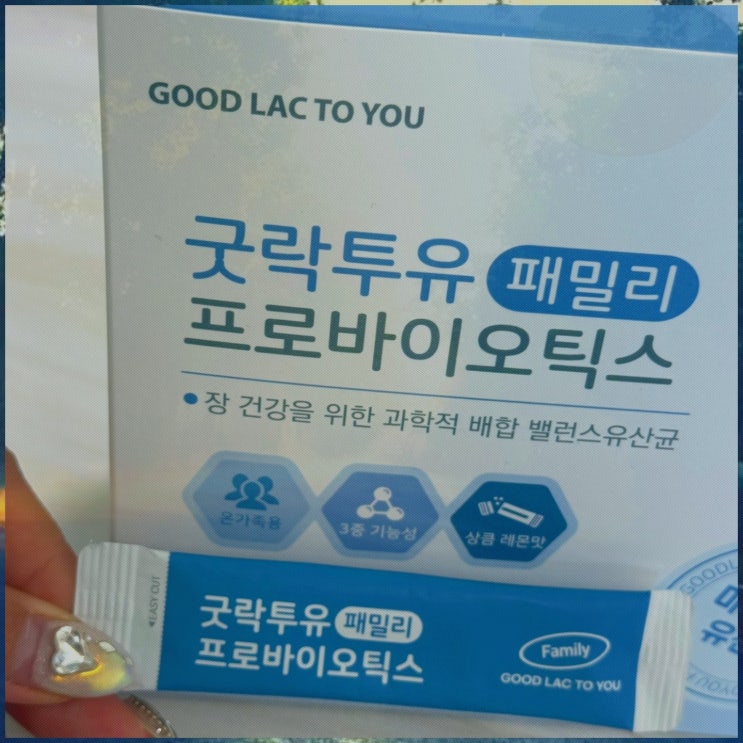 GOOD LAC TO YOU
굿락투유 패밀리
프로바이오틱스
장 건강을 위한 과학적 배합 밸런스유산균
온가족용
3중 기능성
상콤 레몬맛
EASY CUT
굿락투유 패밀리
프로바이오틱스
Family
GOOD LAC TO YOU